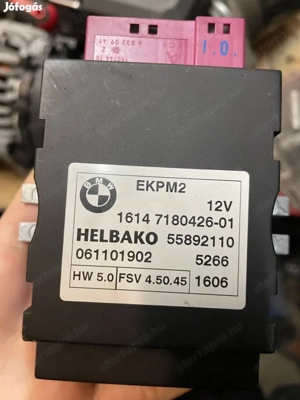 Jófogás
1.0
BMW
EKPM2
12V
1614 7180426-01
HELBAKO 55892110
061101902 5266
HW 5.0 FSV 4.50.45 1606